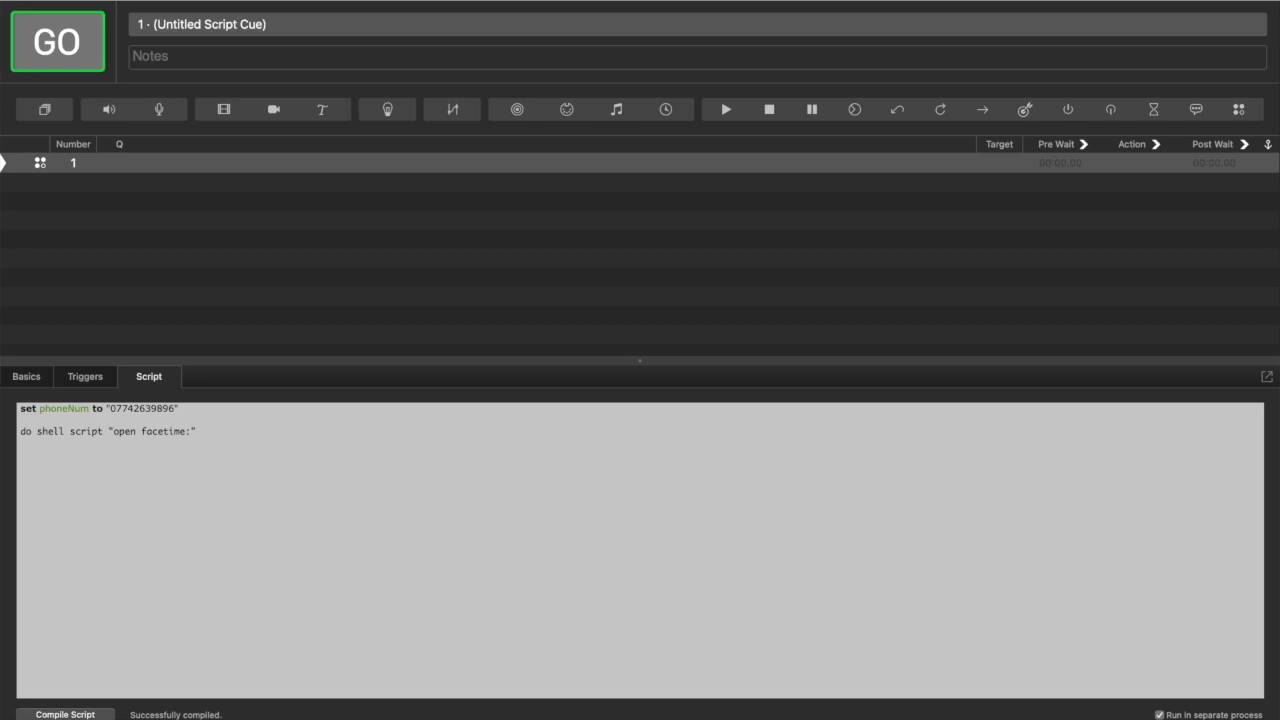 GO
1 · (Untitled Script Cue)
Notes
Number Q Target Pre Wait Action Post Wait
1 00:00.00 00:00.00
Basics Triggers Script
set phoneNum to "07742639896"
do shell script "open facetime:"
Compile Script Successfully compiled. Run in separate process